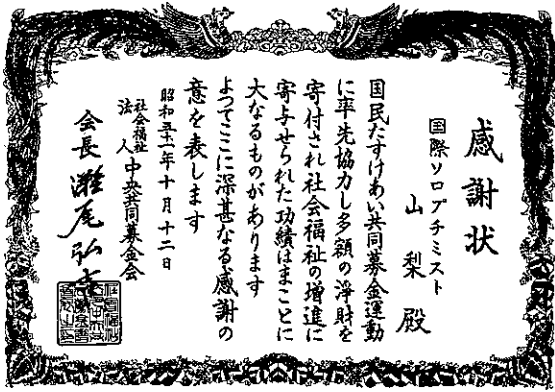 感謝状
国際ソロプチミスト
山梨殿
国民たすけあい共同募金運動
に率先協力し多額の浄財を
寄付され社会福祉の増進に
寄与せられた功績はまことに
大なるものがあります
よつてここに深甚なる感謝の
意を表します
昭和五十一年十月十二日
社会福祉
法人
中央共同募金会
会長 瀬尾弘吉